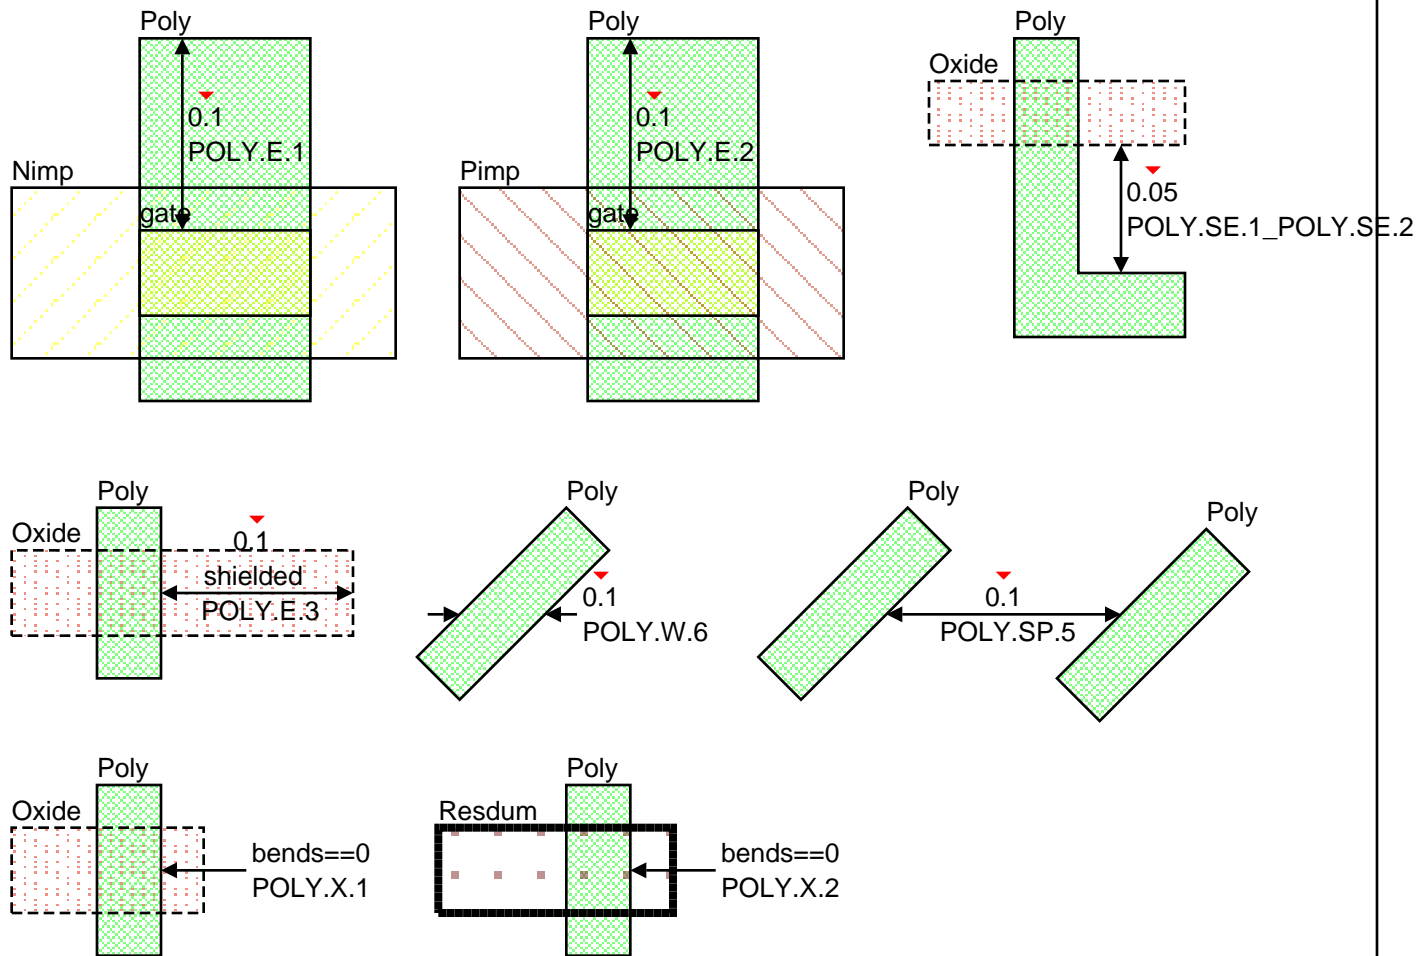 Poly
0.1
POLY.E.1
Nimp
gate
Poly
0.1
POLY.E.2
Pimp
gate
Poly
Oxide
0.05
POLY.SE.1_POLY.SE.2
Poly
Oxide
0.1
shielded
POLY.E.3
Poly
0.1
POLY.W.6
Poly
Poly
0.1
POLY.SP.5
Poly
Oxide
bends==0
POLY.X.1
Poly
Resdum
bends==0
POLY.X.2